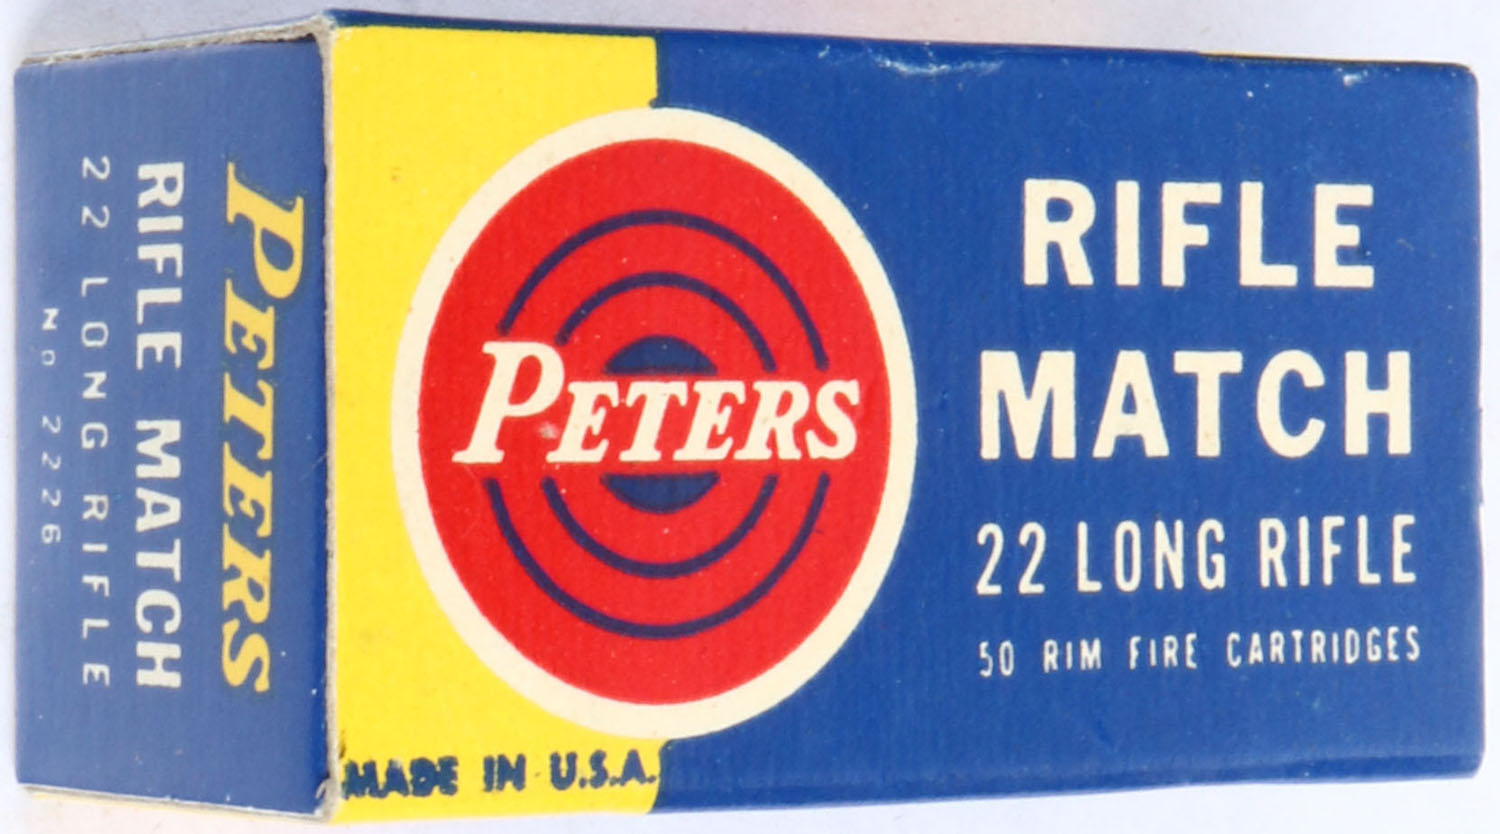 PETERS
RIFLE MATCH
22 LONG RIFLE
No 2226
PETERS
RIFLE
MATCH
22 LONG RIFLE
50 RIM FIRE CARTRIDGES
MADE IN U.S.A.